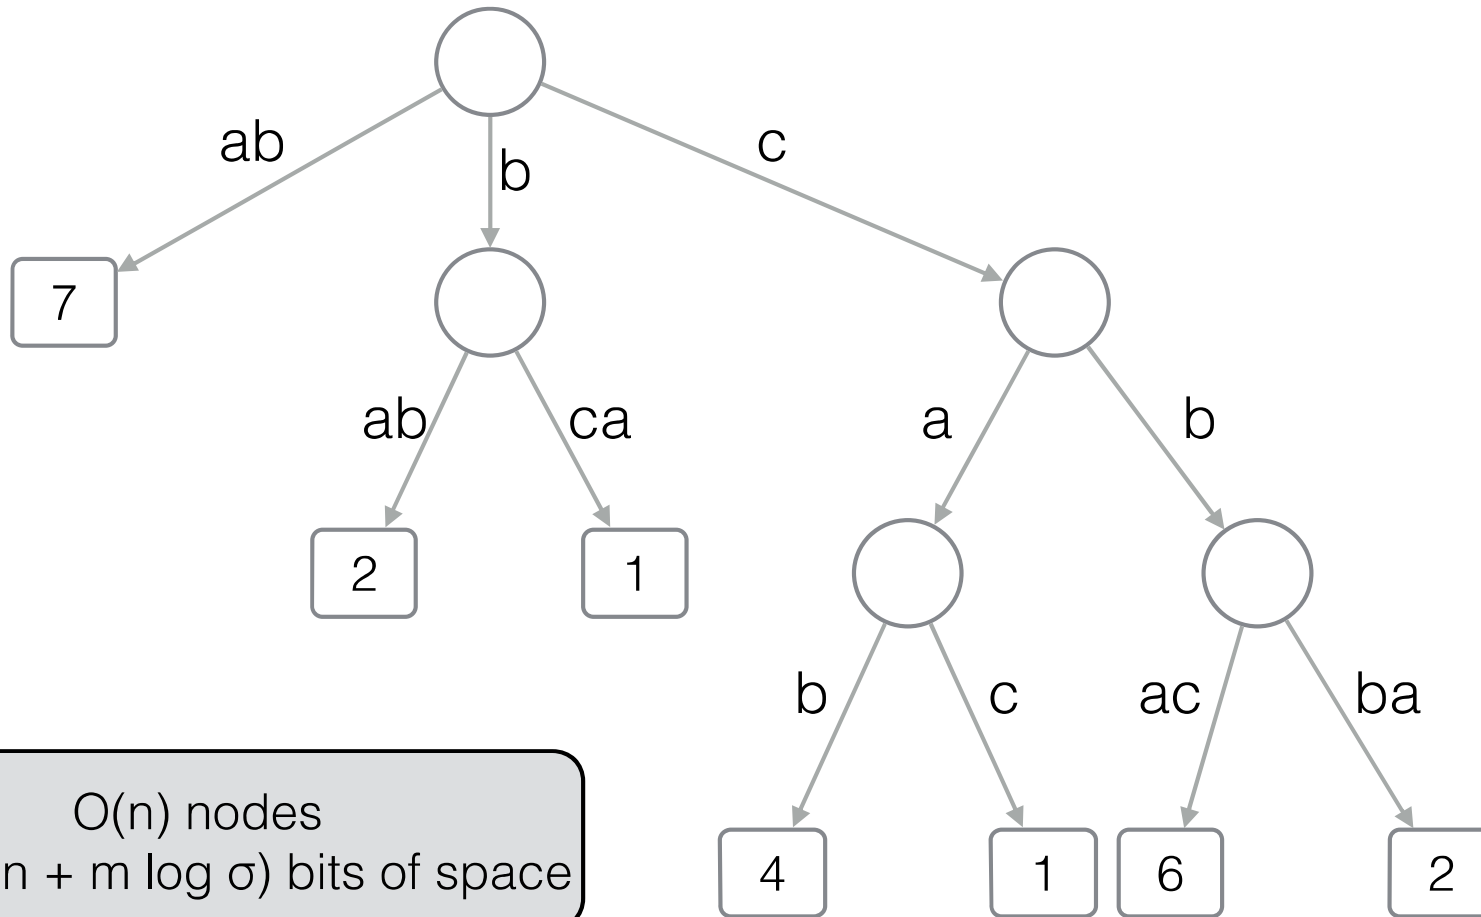 ab
b
c
7
ab
ca
a
b
2
1
b
c
ac
ba
O(n) nodes
n + m log σ) bits of space
4
1
6
2